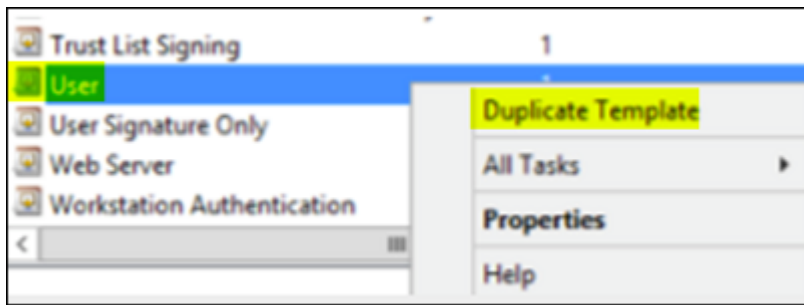 Trust List Signing 1
User
Duplicate Template
User Signature Only
All Tasks
Web Server
Workstation Authentication
Properties
Help